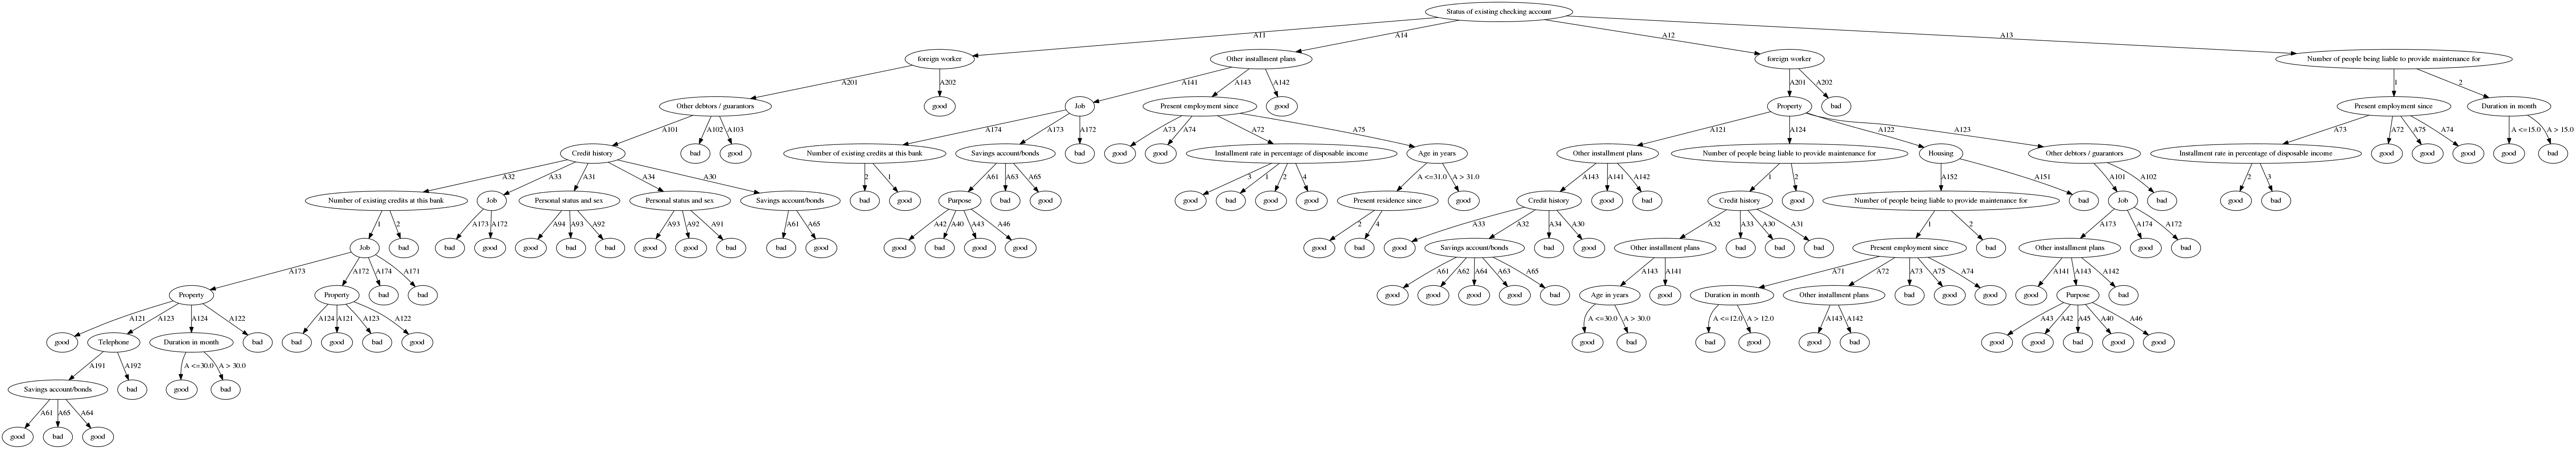 Status of existing checking account
A11 A14 A12 A13
foreign worker Other installment plans foreign worker Number of people being liable to provide maintenance for
A201 A202 A141 A143 A142 A201 A202 1 2
Other debtors / guarantors good Job Present employment since good Property bad Present employment since Duration in month
A101 A102 A103 A174 A173 A172 A73 A74 A72 A75 A121 A124 A122 A123 A73 A72 A75 A74 A <=15.0 A > 15.0
Credit history bad good Number of existing credits at this bank Savings account/bonds bad good good Installment rate in percentage of disposable income Age in years Other installment plans Number of people being liable to provide maintenance for Housing Other debtors / guarantors Installment rate in percentage of disposable income good good good good bad
A32 A33 A31 A34 A30 2 1 A61 A63 A65 3 1 2 4 A <=31.0 A > 31.0 A143 A141 A142 1 2 A152 A151 A101 A102 2 3
Number of existing credits at this bank Job Personal status and sex Personal status and sex Savings account/bonds bad good Purpose bad good good bad good good Present residence since good Credit history good bad Credit history good Number of people being liable to provide maintenance for bad Job bad good bad
1 2 A173 A172 A94 A93 A92 A93 A92 A91 A61 A65 A42 A40 A43 A46 2 4 A33 A32 A34 A30 A32 A33 A30 A31 1 2 A173 A174 A172
Job bad bad good good bad bad good good bad bad good good bad good good good bad good Savings account/bonds bad good Other installment plans bad bad bad Present employment since bad Other installment plans good bad
A173 A172 A174 A171 A61 A62 A64 A63 A65 A143 A141 A71 A72 A73 A75 A74 A141 A143 A142
Property Property bad bad good good good good bad Age in years good Duration in month Other installment plans bad good good good Purpose bad
A121 A123 A124 A122 A124 A121 A123 A122 A <=30.0 A > 30.0 A <=12.0 A > 12.0 A143 A142 A43 A42 A45 A40 A46
good Telephone Duration in month bad bad good bad good good bad bad good good bad good good bad good good
A191 A192 A <=30.0 A > 30.0
Savings account/bonds bad good bad
A61 A65 A64
good bad good